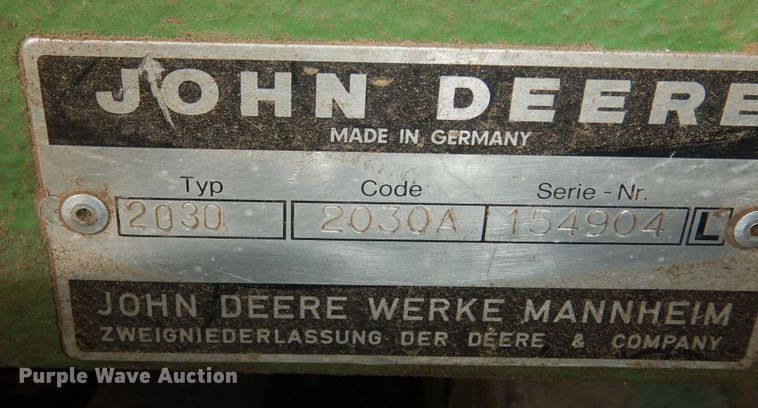 JOHN DEERE
MADE IN GERMANY
Typ Code Serie-Nr.
2030 2030A 154904 L
JOHN DEERE WERKE MANNHEIM
ZWEIGNIEDERLASSUNG DER DEERE & COMPANY
Purple Wave Auction